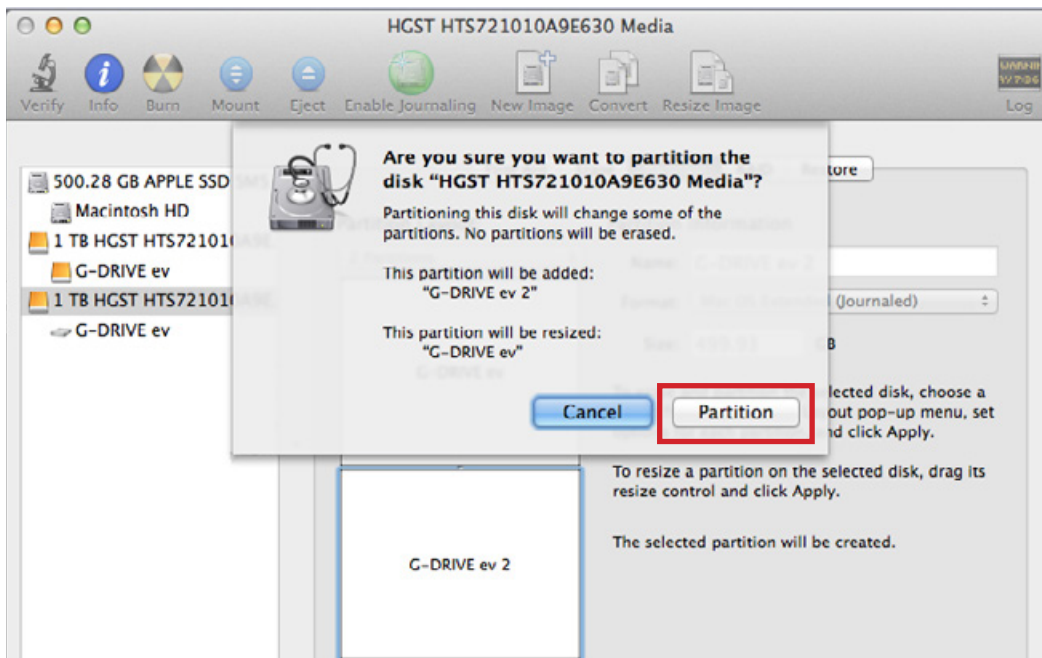 HGST HTS721010A9E630 Media
Verify Info Burn Mount Eject Enable Journaling New Image Convert Resize Image Log
Are you sure you want to partition the
disk “HGST HTS721010A9E630 Media”?
Partitioning this disk will change some of the
partitions. No partitions will be erased.
This partition will be added:
“G-DRIVE ev 2”
This partition will be resized:
“G-DRIVE ev”
Cancel Partition
500.28 GB APPLE SSD
Macintosh HD
1 TB HGST HTS72101
G-DRIVE ev
1 TB HGST HTS72101
G-DRIVE ev
G-DRIVE ev 2
(Journaled)
lected disk, choose a
out pop-up menu, set
nd click Apply.
To resize a partition on the selected disk, drag its
resize control and click Apply.
The selected partition will be created.